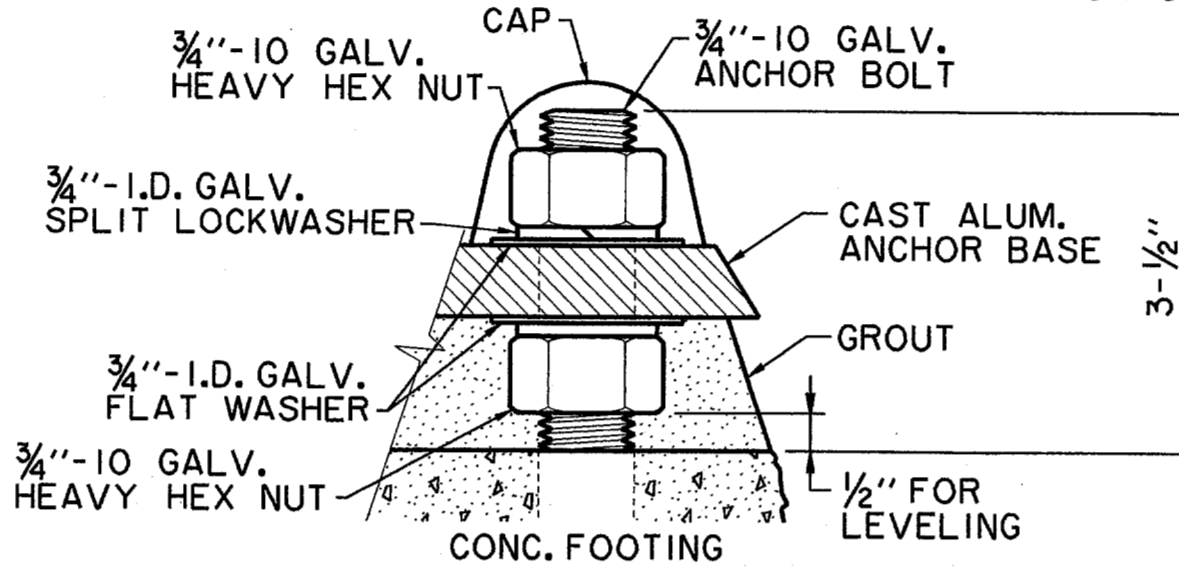 CAP
¾"-10 GALV.
HEAVY HEX NUT
¾"-10 GALV.
ANCHOR BOLT
¾"-I.D. GALV.
SPLIT LOCKWASHER
CAST ALUM.
ANCHOR BASE
3-½"
GROUT
¾"-I.D. GALV.
FLAT WASHER
¾"-10 GALV.
HEAVY HEX NUT
½" FOR
LEVELING
CONC. FOOTING